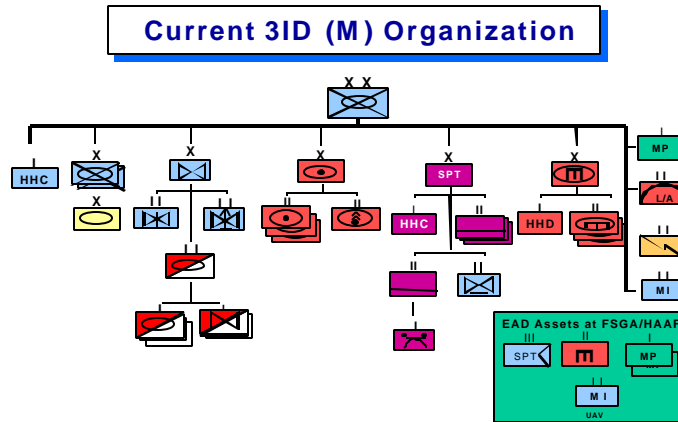 Current 3ID (M) Organization
X X
I
HHC
X
X
X
X
X
SPT
X
I
MP
X
II
II
II
II
I
HHC
II
I
HHD
II
II
L/A
II
II
II
II
II
MI
I
I
I
EAD Assets at FSGA/HAAF
III
SPT
II
I
MP
II
MI
UAV